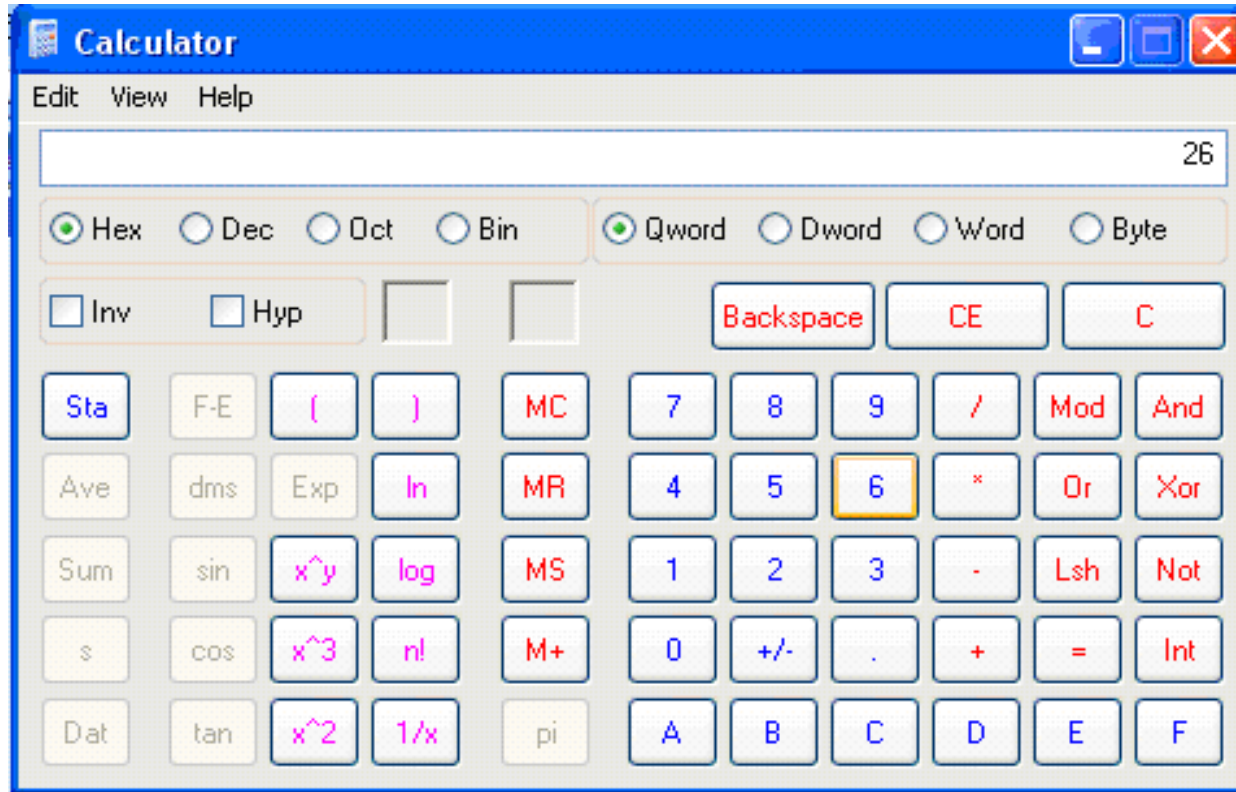 Calculator
Edit View Help
26
Hex Dec Oct Bin Qword Dword Word Byte
Inv Hyp Backspace CE C
Sta F-E ( ) MC 7 8 9 / Mod And
Ave dms Exp ln MR 4 5 6 * Or Xor
Sum sin x^y log MS 1 2 3 - Lsh Not
s cos x^3 n! M+ 0 +/- . + = Int
Dat tan x^2 1/x pi A B C D E F